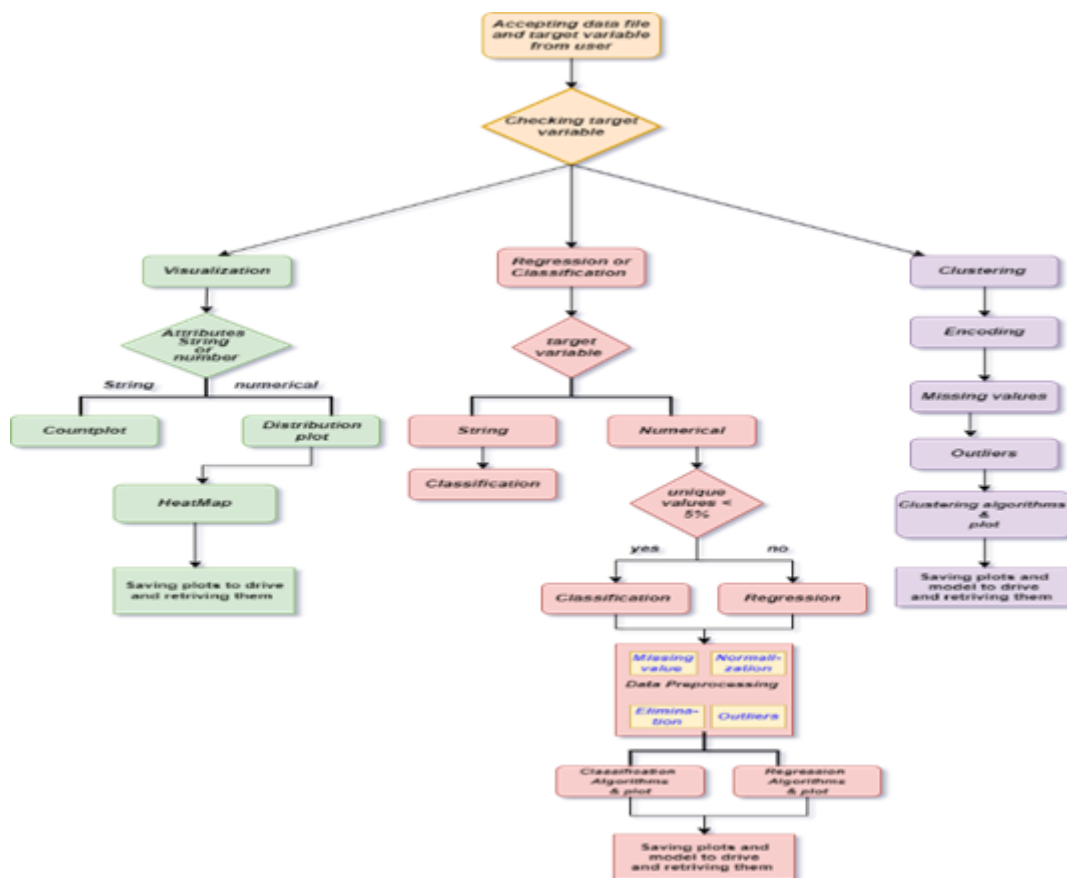 Accepting data file
and target variable
from user
Checking target
variable
Visualization
Attributes
String
or
number
String
numerical
Countplot
Distribution
plot
HeatMap
Saving plots to drive
and retriving them
Regression or
Classification
target
variable
String
Numerical
Classification
unique
values <
5%
yes
no
Classification
Regression
Missing
value
Normali-
zation
Data Preprocessing
Elimina-
tion
Outliers
Classification
Algorithms
& plot
Regression
Algorithms
& plot
Saving plots and
model to drive
and retriving them
Clustering
Encoding
Missing values
Outliers
Clustering algorithms
&
plot
Saving plots and
model to drive
and retriving them